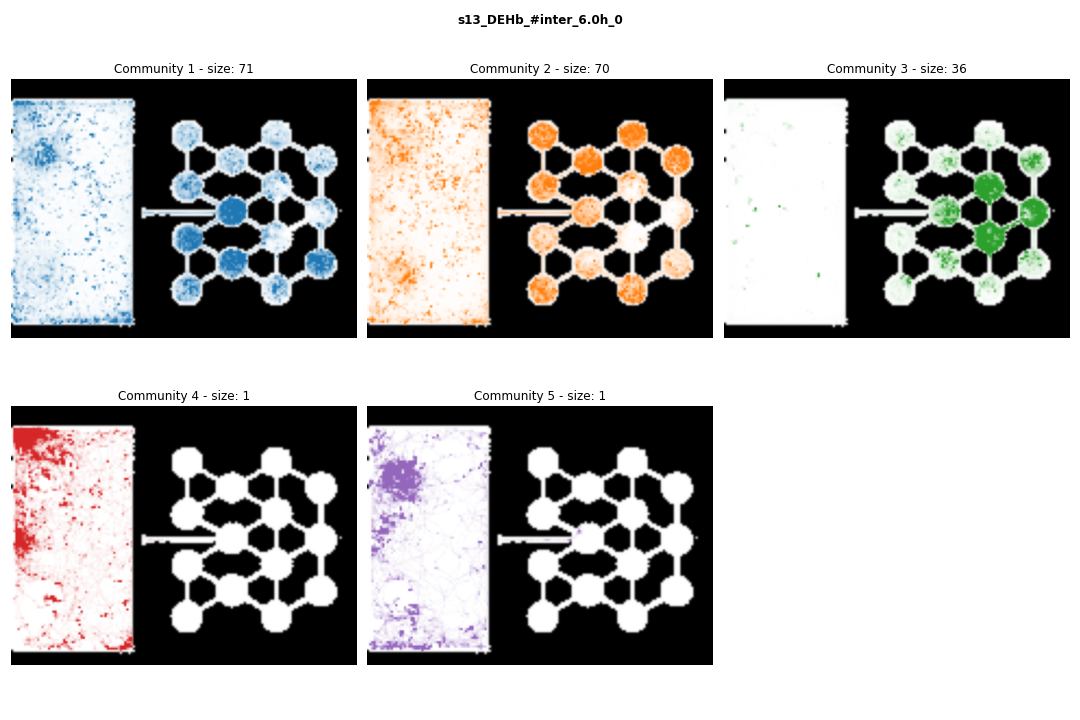 s13_DEHb_#inter_6.0h_0
Community 1 - size: 71
Community 2 - size: 70
Community 3 - size: 36
Community 4 - size: 1
Community 5 - size: 1